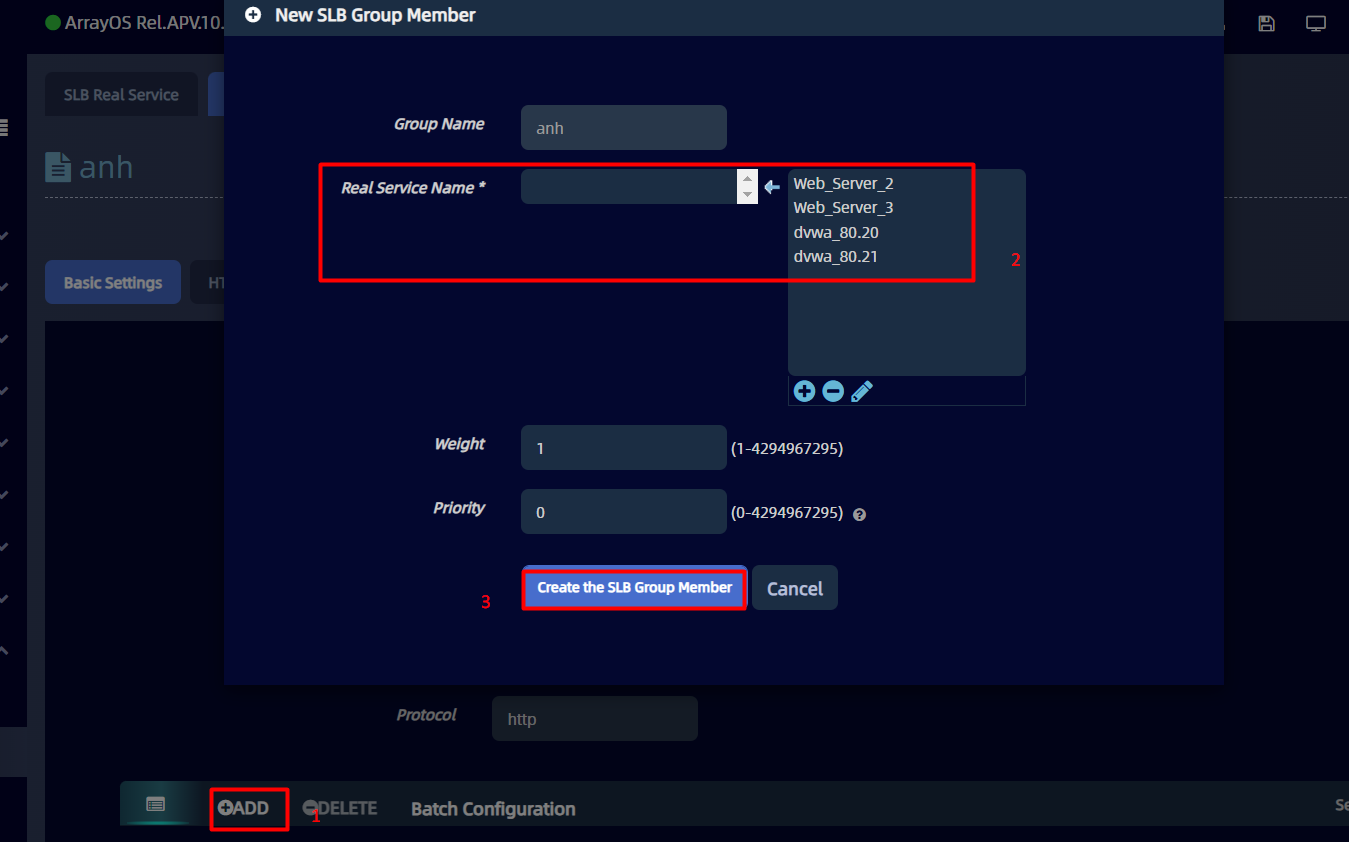 ArrayOS Rel.APV.10.
New SLB Group Member
SLB Real Service
anh
Group Name
anh
Real Service Name *
Web_Server_2
Web_Server_3
dvwa_80.20
dvwa_80.21
2
Basic Settings
HT
Weight
1
(1-4294967295)
Priority
0
(0-4294967295)
Create the SLB Group Member
Cancel
3
Protocol
http
ADD
1
DELETE
Batch Configuration
Se